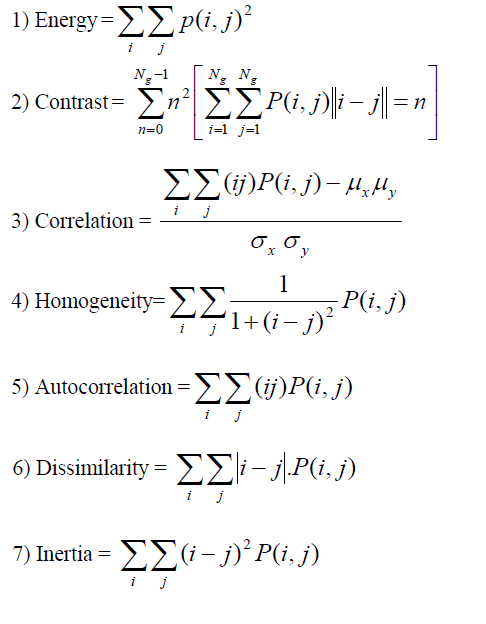 1) Energy = ∑_i ∑_j p(i, j)²
2) Contrast = ∑_{n=0}^{N_g−1} n² [ ∑_{i=1}^{N_g} ∑_{j=1}^{N_g} P(i, j)‖i − j‖ = n ]
3) Correlation = (∑_i ∑_j (ij)P(i, j) − μ_x μ_y) / (σ_x σ_y)
4) Homogeneity= ∑_i ∑_j 1/(1 + (i − j)²) P(i, j)
5) Autocorrelation = ∑_i ∑_j (ij)P(i, j)
6) Dissimilarity = ∑_i ∑_j |i − j|.P(i, j)
7) Inertia = ∑_i ∑_j (i − j)² P(i, j)